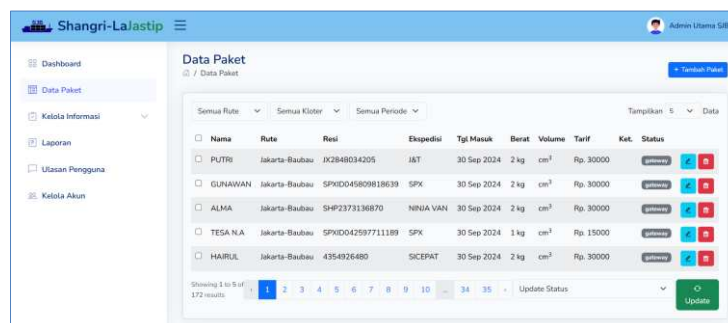 Shangri-LaJastip
Admin Utama SJB
Dashboard
Data Paket
Kelola Informasi
Laporan
Ulasan Pengguna
Kelola Akun
Data Paket
/ Data Paket
+ Tambah Paket
Semua Rute Semua Kloter Semua Periode Tampilkan 5 Data
Nama Rute Resi Ekspedisi Tgl Masuk Berat Volume Tarif Ket. Status
PUTRI Jakarta-Baubau JX2848034205 J&T 30 Sep 2024 2 kg cm³ Rp. 30000 gateway
GUNAWAN Jakarta-Baubau SPXID045809818639 SPX 30 Sep 2024 2 kg cm³ Rp. 30000 gateway
ALMA Jakarta-Baubau SHP2373136870 NINJA VAN 30 Sep 2024 2 kg cm³ Rp. 30000 gateway
TESA N.A Jakarta-Baubau SPXID042597711189 SPX 30 Sep 2024 1 kg cm³ Rp. 15000 gateway
HAIRUL Jakarta-Baubau 4354926480 SICEPAT 30 Sep 2024 2 kg cm³ Rp. 30000 gateway
Showing 1 to 5 of
172 results
‹ 1 2 3 4 5 6 7 8 9 10 ... 34 35 › Update Status
Update